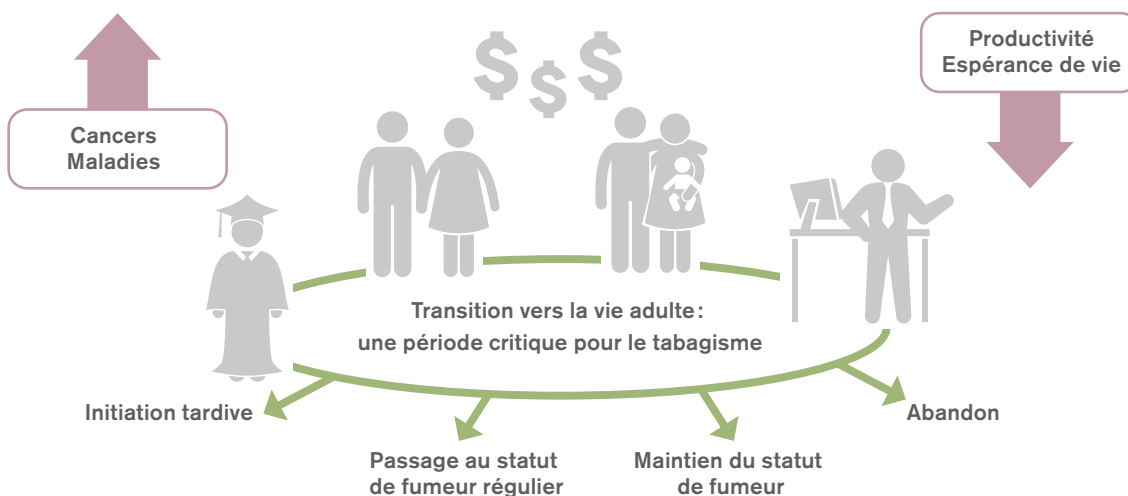 $ $ $
Productivité
Espérance de vie
Cancers
Maladies
Transition vers la vie adulte :
une période critique pour le tabagisme
Initiation tardive
Abandon
Passage au statut
de fumeur régulier
Maintien du statut
de fumeur